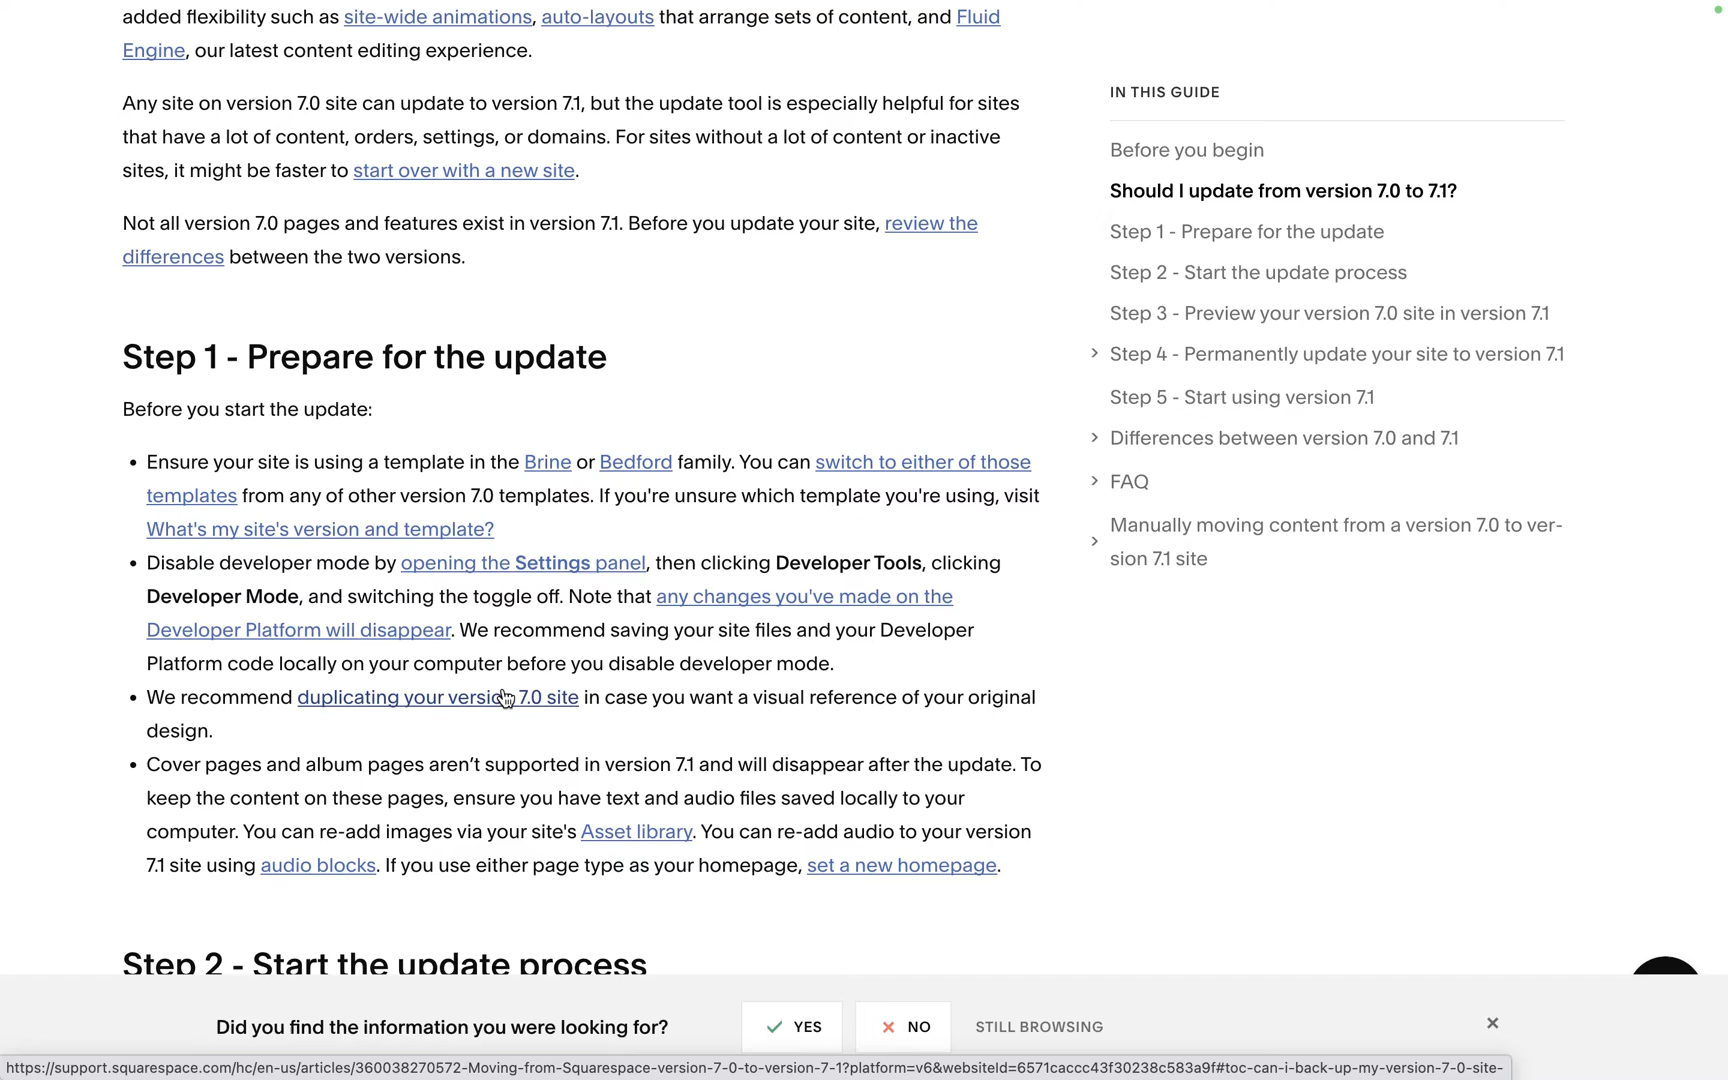 added flexibility such as site-wide animations, auto-layouts that arrange sets of content, and Fluid
Engine, our latest content editing experience.
Any site on version 7.0 site can update to version 7.1, but the update tool is especially helpful for sites
that have a lot of content, orders, settings, or domains. For sites without a lot of content or inactive
sites, it might be faster to start over with a new site.
Not all version 7.0 pages and features exist in version 7.1. Before you update your site, review the
differences between the two versions.
Step 1 - Prepare for the update
Before you start the update:
• Ensure your site is using a template in the Brine or Bedford family. You can switch to either of those
templates from any of other version 7.0 templates. If you're unsure which template you're using, visit
What's my site's version and template?
• Disable developer mode by opening the Settings panel, then clicking Developer Tools, clicking
Developer Mode, and switching the toggle off. Note that any changes you've made on the
Developer Platform will disappear. We recommend saving your site files and your Developer
Platform code locally on your computer before you disable developer mode.
• We recommend duplicating your version 7.0 site in case you want a visual reference of your original
design.
• Cover pages and album pages aren’t supported in version 7.1 and will disappear after the update. To
keep the content on these pages, ensure you have text and audio files saved locally to your
computer. You can re-add images via your site's Asset library. You can re-add audio to your version
7.1 site using audio blocks. If you use either page type as your homepage, set a new homepage.
Step 2 - Start the update process
IN THIS GUIDE
Before you begin
Should I update from version 7.0 to 7.1?
Step 1 - Prepare for the update
Step 2 - Start the update process
Step 3 - Preview your version 7.0 site in version 7.1
Step 4 - Permanently update your site to version 7.1
Step 5 - Start using version 7.1
Differences between version 7.0 and 7.1
FAQ
Manually moving content from a version 7.0 to ver-
sion 7.1 site
Did you find the information you were looking for? YES NO STILL BROWSING
https://support.squarespace.com/hc/en-us/articles/360038270572-Moving-from-Squarespace-version-7-0-to-version-7-1?platform=v6&websiteId=6571caccc43f30238c583a9f#toc-can-i-back-up-my-version-7-0-site-